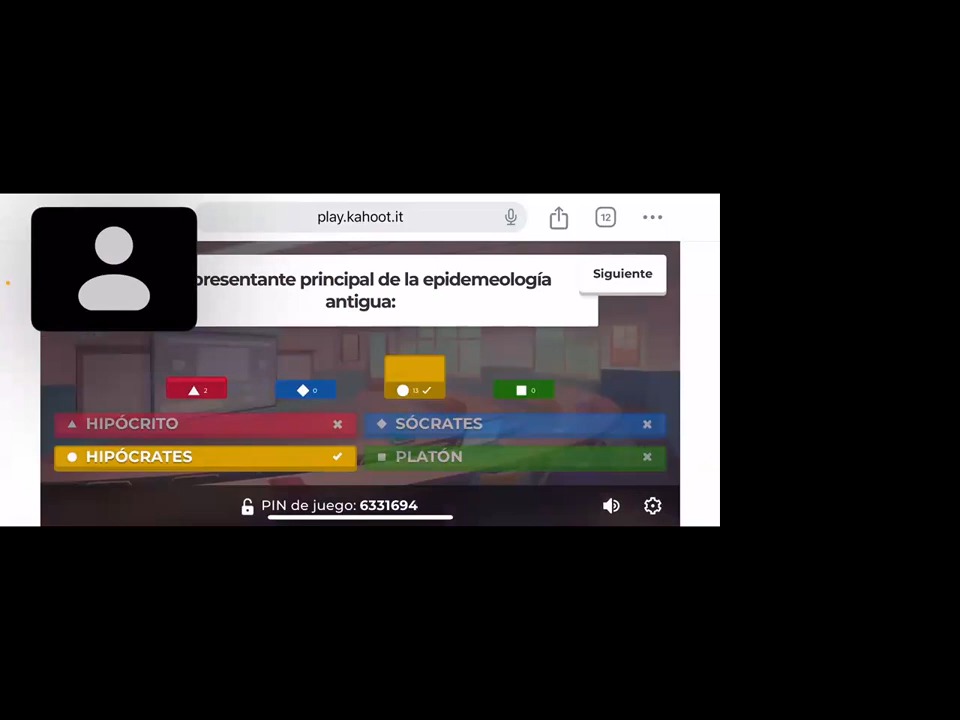 play.kahoot.it
12
presentante principal de la epidemeología
antigua:
Siguiente
2
0
13
0
HIPÓCRITO
SÓCRATES
HIPÓCRATES
PLATÓN
PIN de juego: 6331694